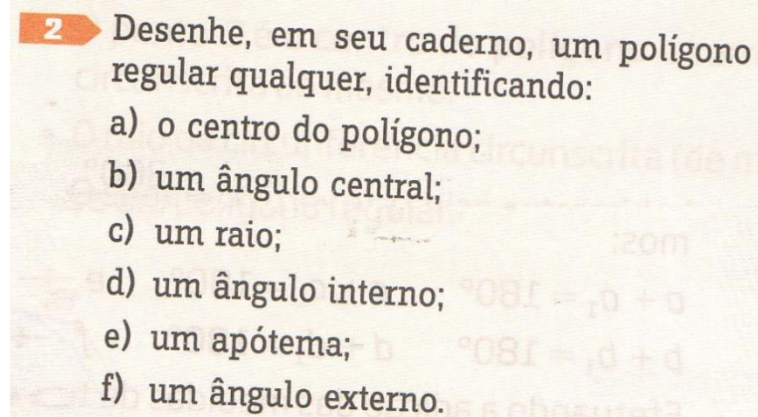 2 Desenhe, em seu caderno, um polígono
regular qualquer, identificando:
a) o centro do polígono;
b) um ângulo central;
c) um raio;
d) um ângulo interno;
e) um apótema;
f) um ângulo externo.